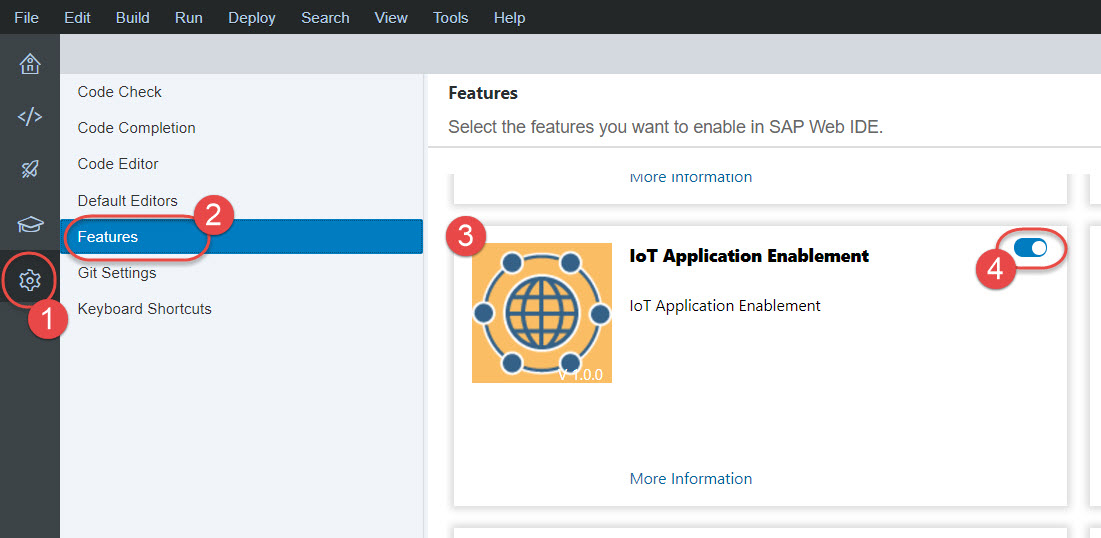 File Edit Build Run Deploy Search View Tools Help
Code Check
Code Completion
Code Editor
Default Editors
2
Features
Git Settings
Keyboard Shortcuts
1
Features
Select the features you want to enable in SAP Web IDE.
More Information
3
IoT Application Enablement
4
IoT Application Enablement
V 1.0.0
More Information